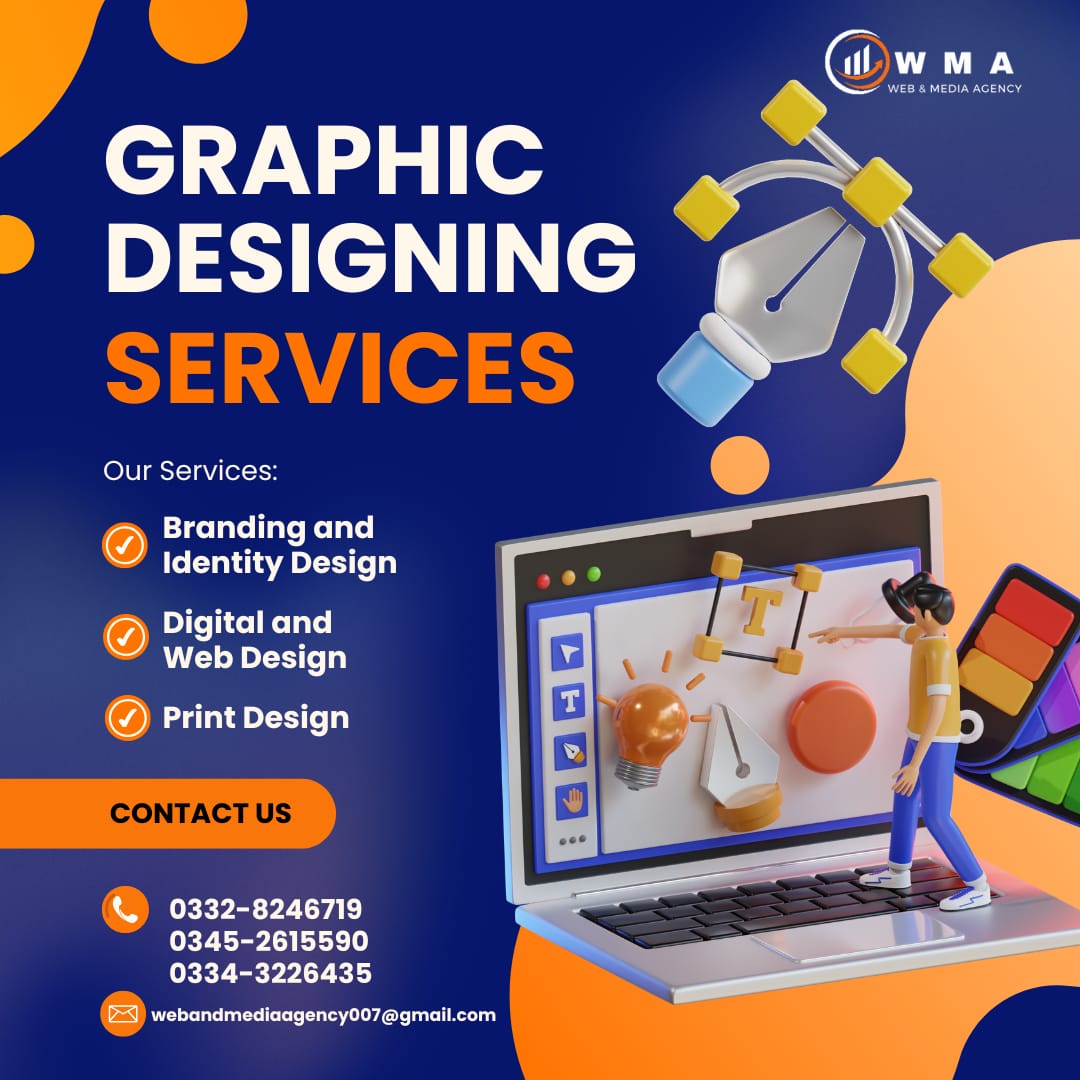 WMA
WEB & MEDIA AGENCY
GRAPHIC
DESIGNING
SERVICES
Our Services:
Branding and
Identity Design
Digital and
Web Design
Print Design
T
T
CONTACT US
0332-8246719
0345-2615590
0334-3226435
webandmediaagency007@gmail.com